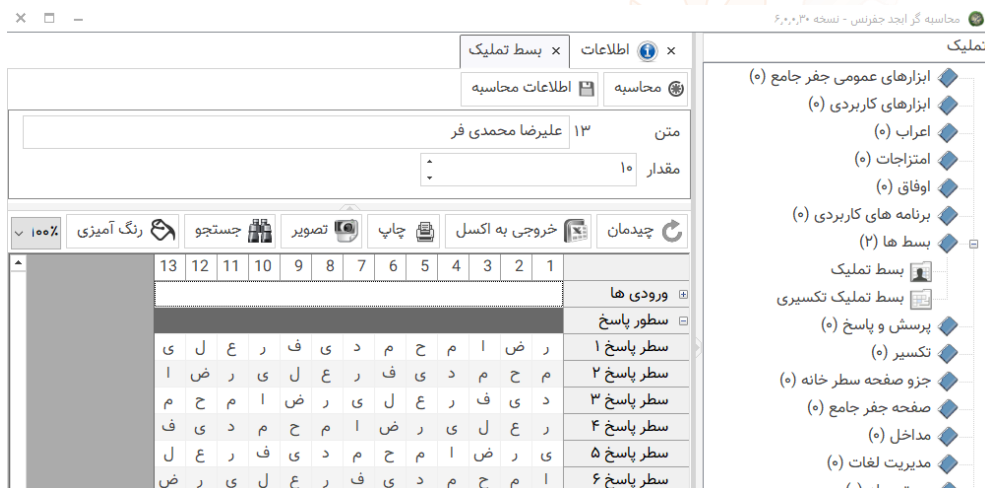 محاسبه گر ابجد جفرنس - نسخه ۶,۰,۰,۳۰
تملیک
ابزارهای عمومی جفر جامع (۰)
ابزارهای کاربردی (۰)
اعراب (۰)
امتزاجات (۰)
اوفاق (۰)
برنامه های کاربردی (۰)
بسط ها (۲)
بسط تملیک
بسط تملیک تکسیری
پرسش و پاسخ (۰)
تکسیر (۰)
جزو صفحه سطر خانه (۰)
صفحه جفر جامع (۰)
مداخل (۰)
مدیریت لغات (۰)
اطلاعات
بسط تملیک
محاسبه
اطلاعات محاسبه
متن ۱۳ علیرضا محمدی فر
مقدار ۱۰
چیدمان خروجی به اکسل چاپ تصویر جستجو رنگ آمیزی ۱۰۰٪
1 2 3 4 5 6 7 8 9 10 11 12 13
ورودی ها
سطور پاسخ
سطر پاسخ ۱ ر ض ا م ح م د ی ف ر ع ل ی
سطر پاسخ ۲ م ح م د ی ف ر ع ل ی ر ض ا
سطر پاسخ ۳ د ی ف ر ع ل ی ر ض ا م ح م
سطر پاسخ ۴ ر ع ل ی ر ض ا م ح م د ی ف
سطر پاسخ ۵ ی ر ض ا م ح م د ی ف ر ع ل
سطر پاسخ ۶ ا م ح م د ی ف ر ع ل ی ر ض